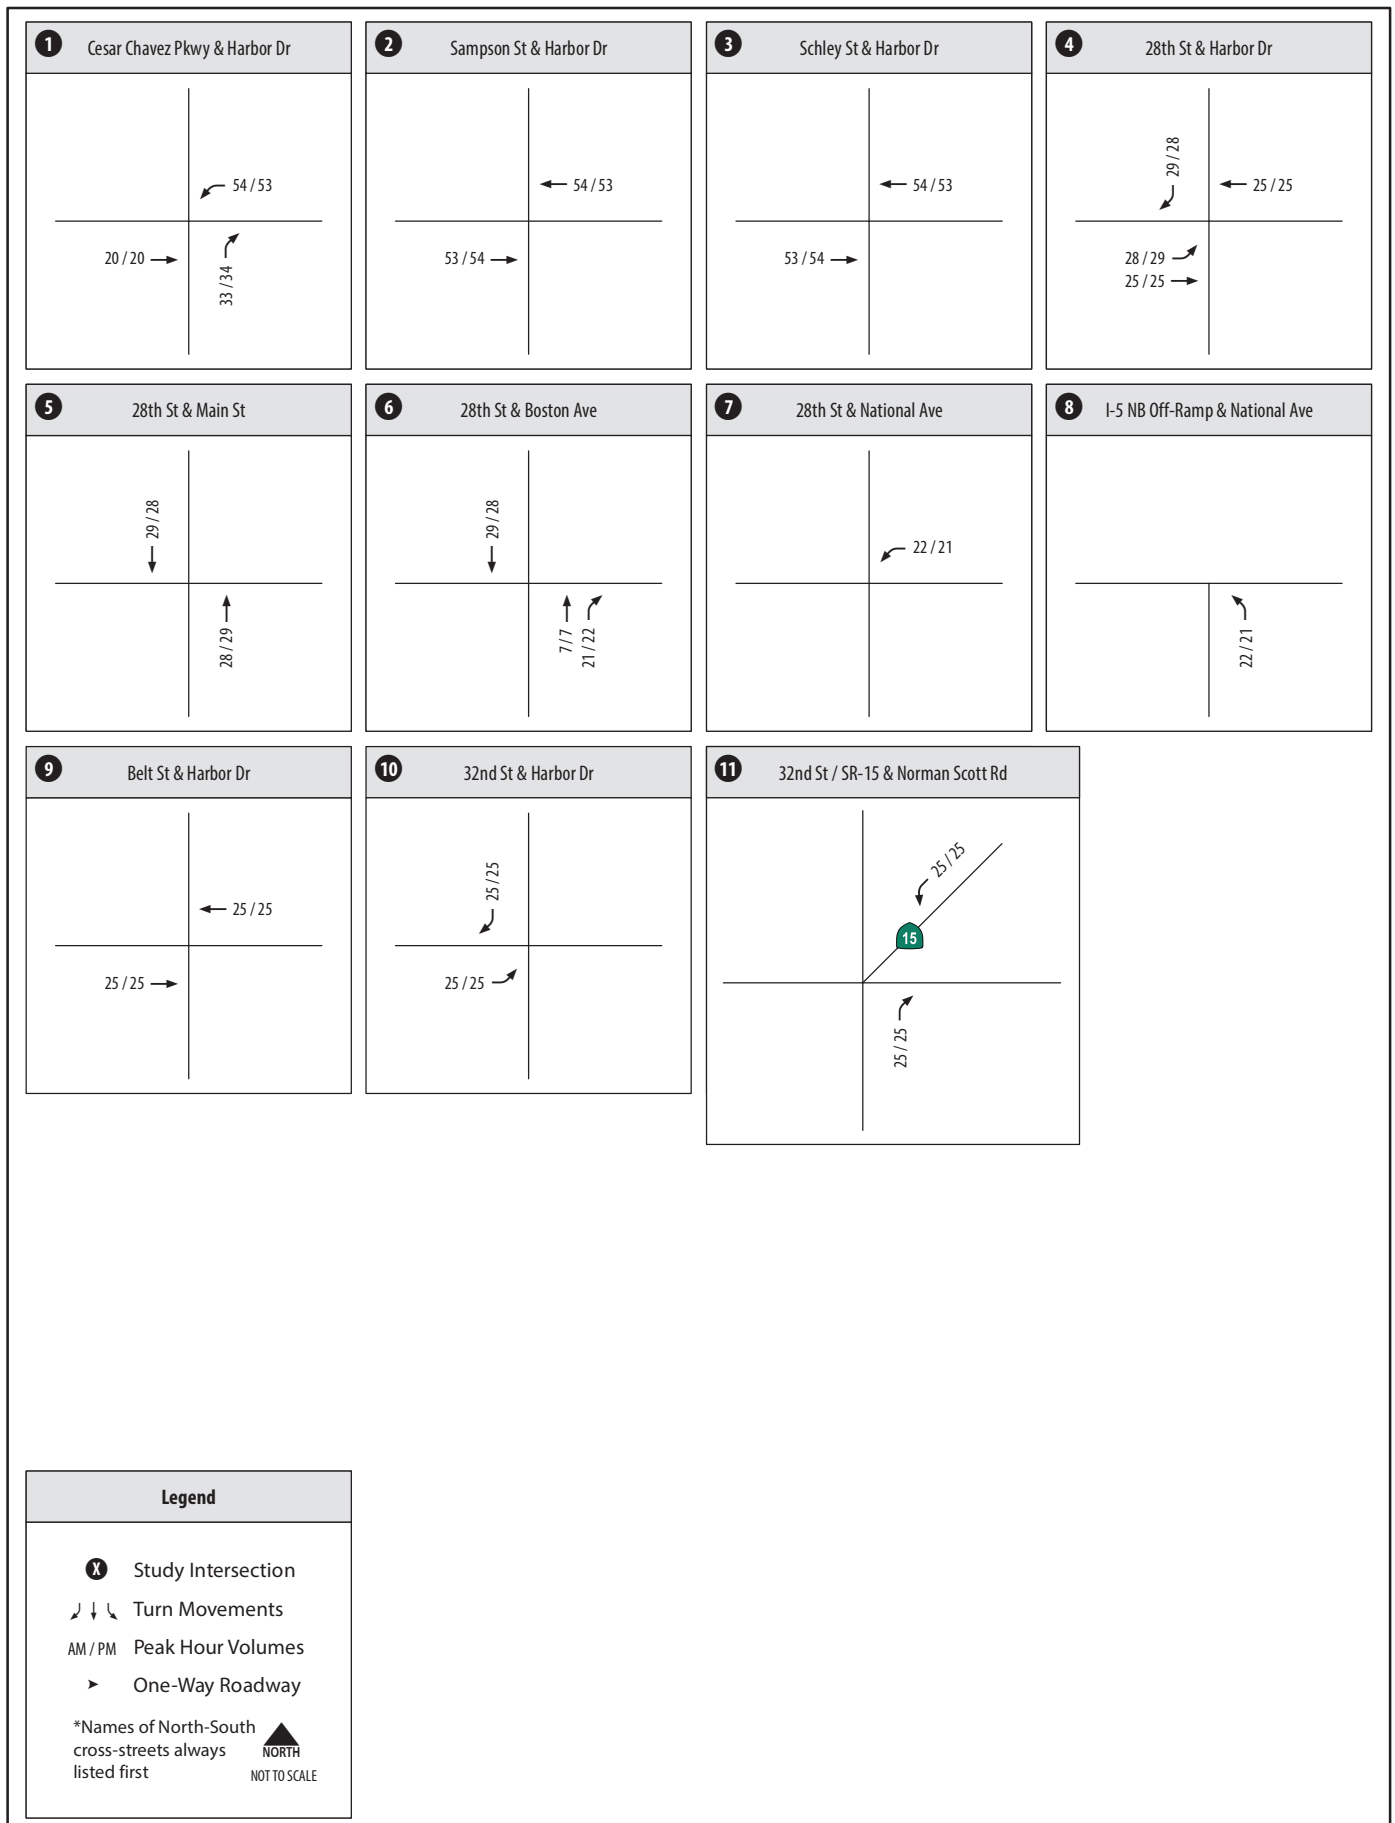 1 Cesar Chavez Pkwy & Harbor Dr
54 / 53
20 / 20
33 / 34
2 Sampson St & Harbor Dr
54 / 53
53 / 54
3 Schley St & Harbor Dr
54 / 53
53 / 54
4 28th St & Harbor Dr
29 / 28
25 / 25
28 / 29
25 / 25
5 28th St & Main St
29 / 28
28 / 29
6 28th St & Boston Ave
29 / 28
7 / 7
21 / 22
7 28th St & National Ave
22 / 21
8 I-5 NB Off-Ramp & National Ave
22 / 21
9 Belt St & Harbor Dr
25 / 25
25 / 25
10 32nd St & Harbor Dr
25 / 25
25 / 25
11 32nd St / SR-15 & Norman Scott Rd
25 / 25
15
25 / 25
Legend
X Study Intersection
Turn Movements
AM / PM Peak Hour Volumes
One-Way Roadway
*Names of North-South
cross-streets always
listed first
NORTH
NOT TO SCALE